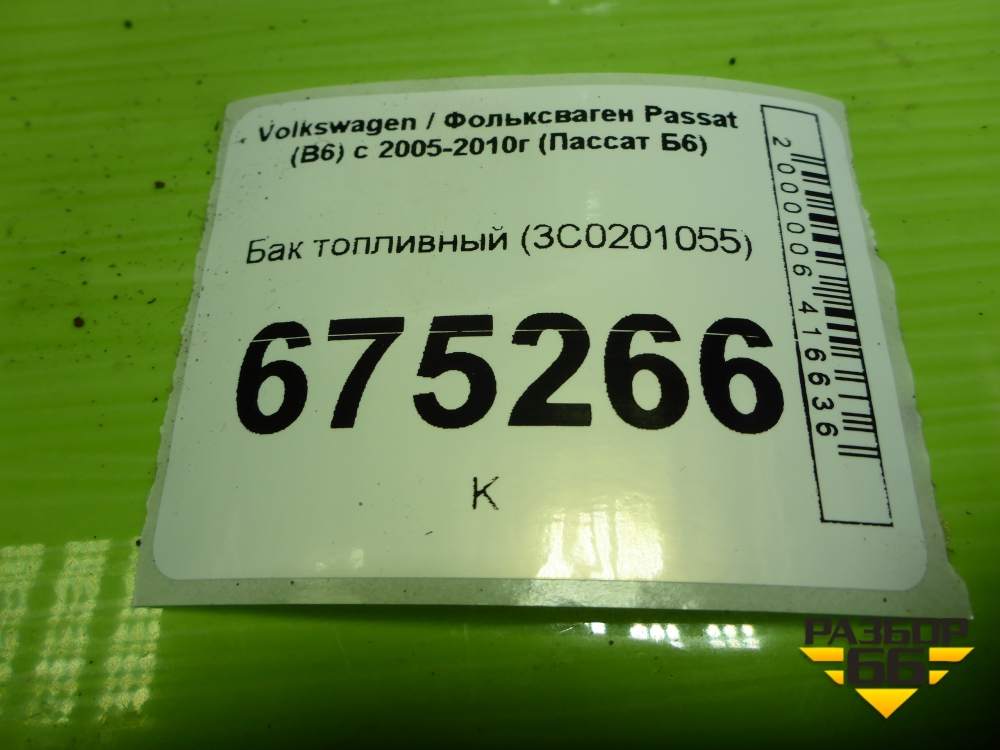 Volkswagen / Фольксваген Passat
(B6) с 2005-2010г (Пассат Б6)
Бак топливный (3C0201055)
675266
К
2000006416636
РАЗБОР
66